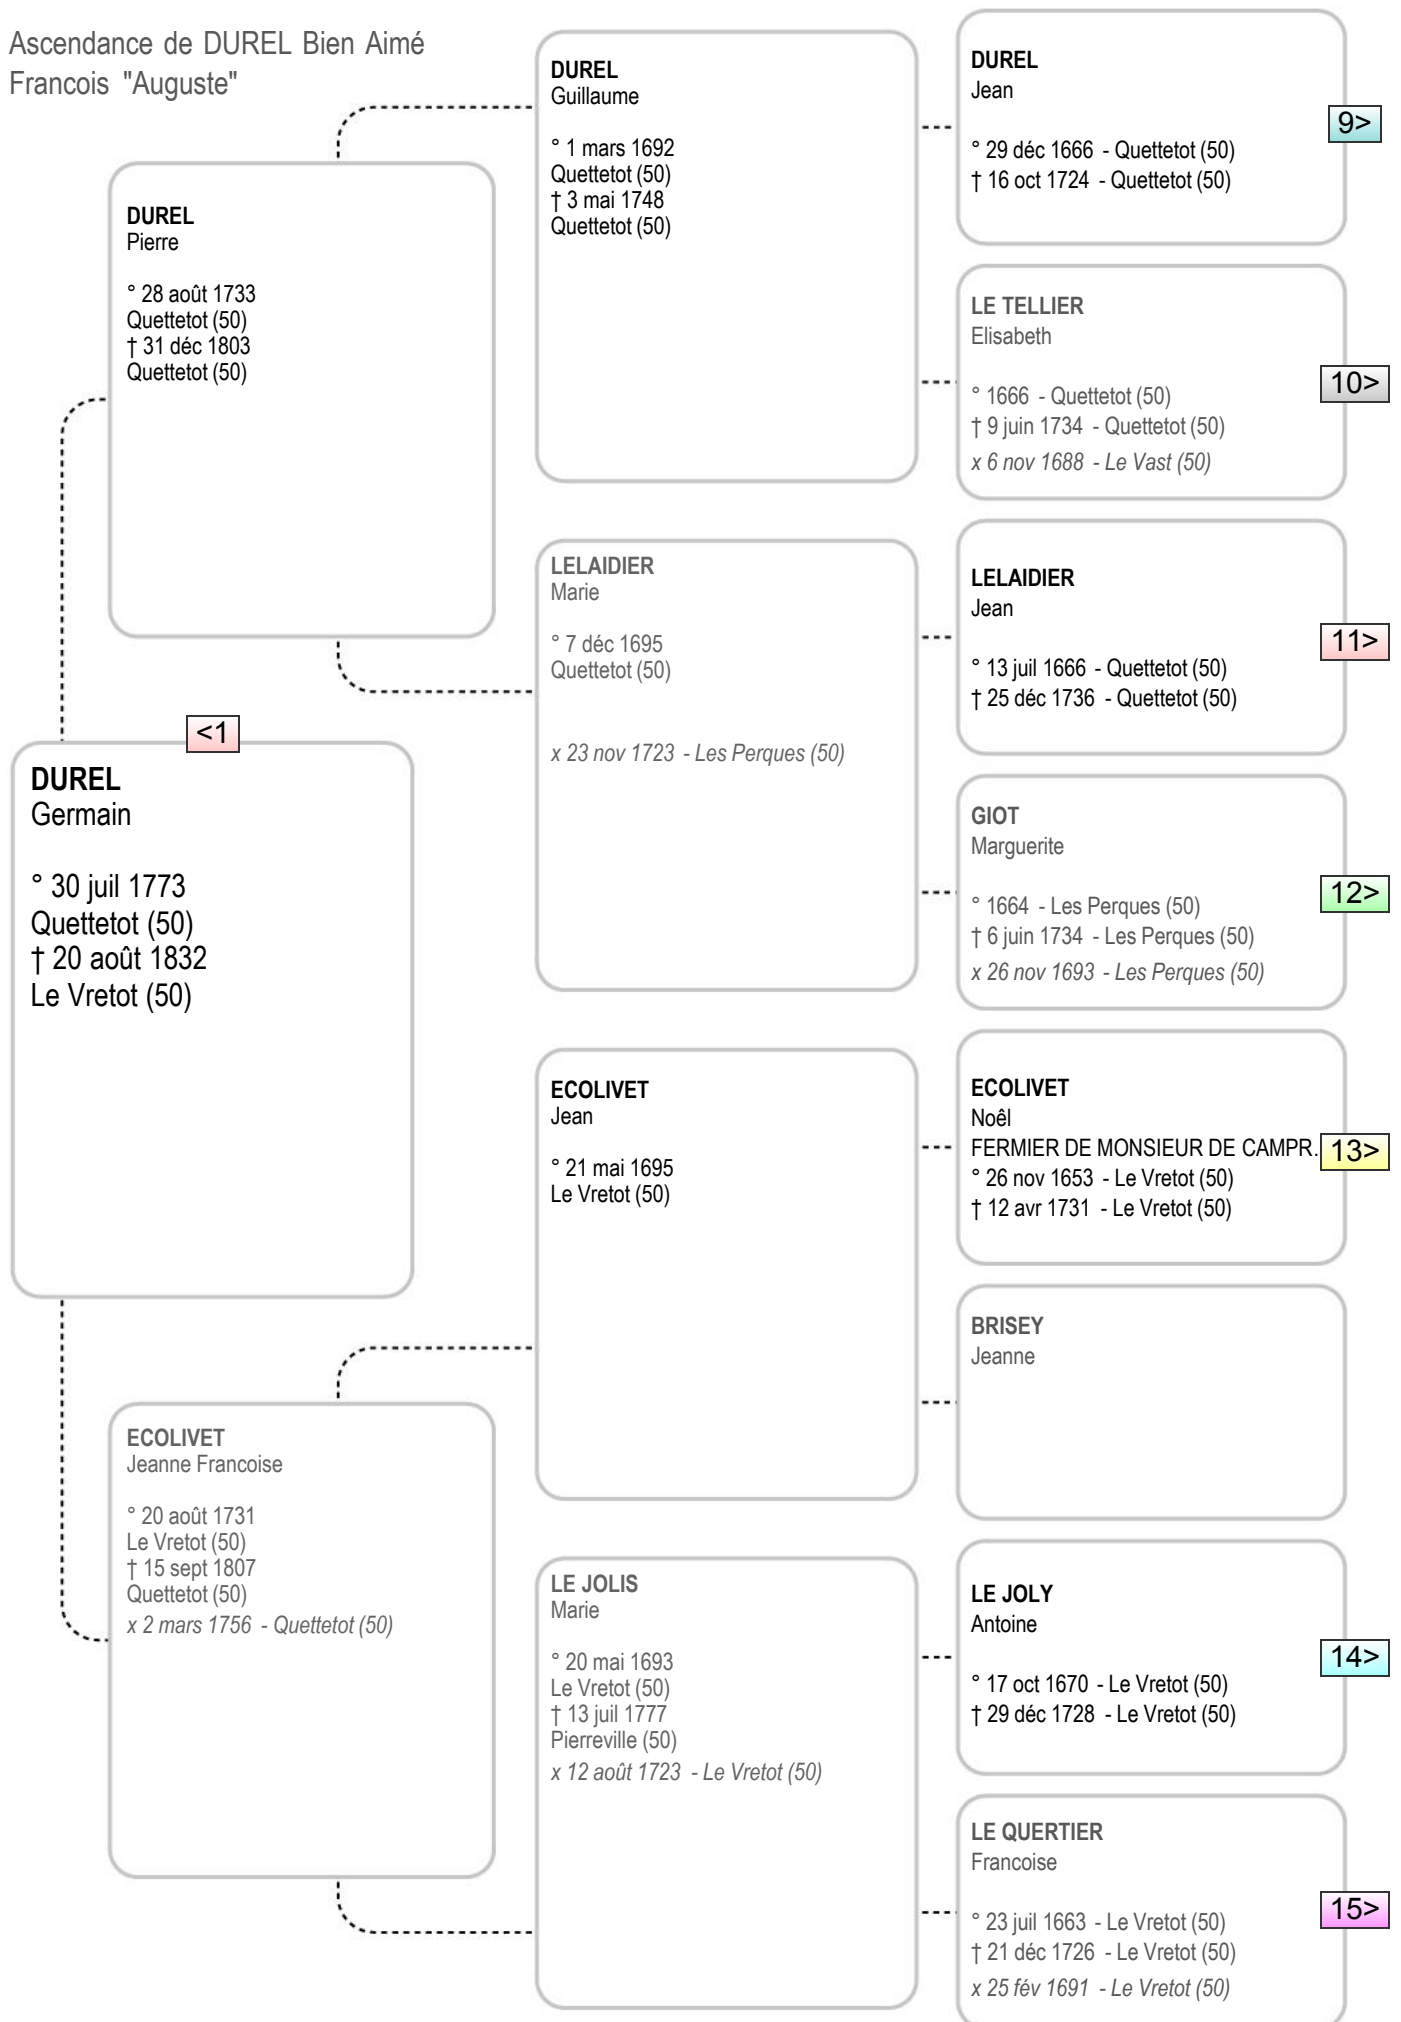 Ascendance de DUREL Bien Aimé
Francois "Auguste"
<1
DUREL
Germain
° 30 juil 1773
Quettetot (50)
† 20 août 1832
Le Vretot (50)
DUREL
Pierre
° 28 août 1733
Quettetot (50)
† 31 déc 1803
Quettetot (50)
ECOLIVET
Jeanne Francoise
° 20 août 1731
Le Vretot (50)
† 15 sept 1807
Quettetot (50)
x 2 mars 1756 - Quettetot (50)
DUREL
Guillaume
° 1 mars 1692
Quettetot (50)
† 3 mai 1748
Quettetot (50)
LELAIDIER
Marie
° 7 déc 1695
Quettetot (50)
x 23 nov 1723 - Les Perques (50)
ECOLIVET
Jean
° 21 mai 1695
Le Vretot (50)
LE JOLIS
Marie
° 20 mai 1693
Le Vretot (50)
† 13 juil 1777
Pierreville (50)
x 12 août 1723 - Le Vretot (50)
DUREL
Jean
° 29 déc 1666 - Quettetot (50)
† 16 oct 1724 - Quettetot (50)
9>
LE TELLIER
Elisabeth
° 1666 - Quettetot (50)
† 9 juin 1734 - Quettetot (50)
x 6 nov 1688 - Le Vast (50)
10>
LELAIDIER
Jean
° 13 juil 1666 - Quettetot (50)
† 25 déc 1736 - Quettetot (50)
11>
GIOT
Marguerite
° 1664 - Les Perques (50)
† 6 juin 1734 - Les Perques (50)
x 26 nov 1693 - Les Perques (50)
12>
ECOLIVET
Noêl
FERMIER DE MONSIEUR DE CAMPR.
° 26 nov 1653 - Le Vretot (50)
† 12 avr 1731 - Le Vretot (50)
13>
BRISEY
Jeanne
LE JOLY
Antoine
° 17 oct 1670 - Le Vretot (50)
† 29 déc 1728 - Le Vretot (50)
14>
LE QUERTIER
Francoise
° 23 juil 1663 - Le Vretot (50)
† 21 déc 1726 - Le Vretot (50)
x 25 fév 1691 - Le Vretot (50)
15>